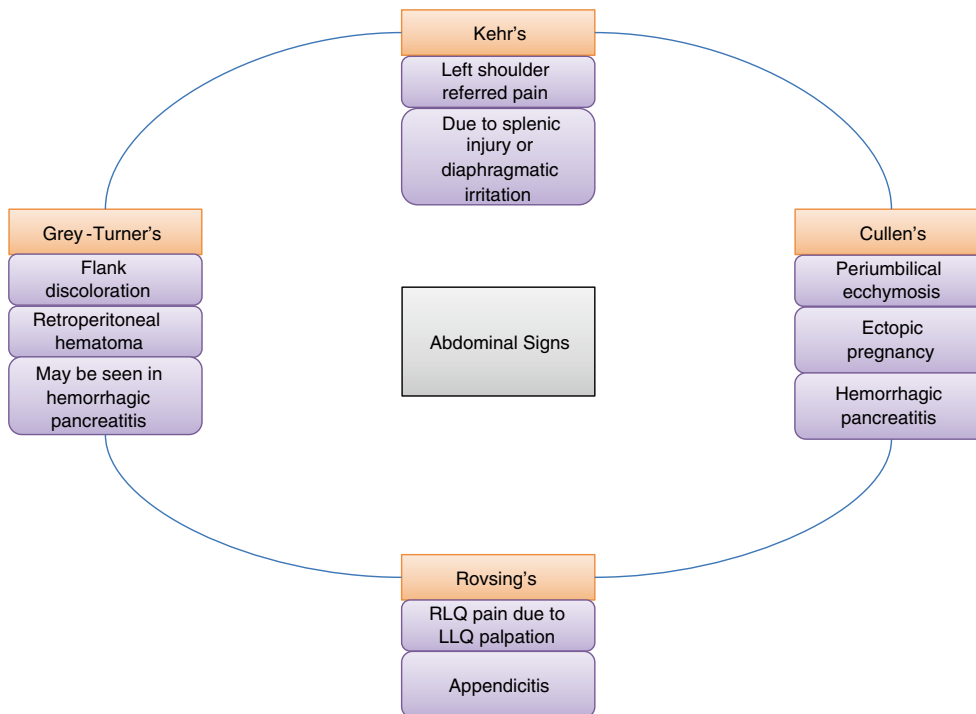 Kehr's
Left shoulder
referred pain
Due to splenic
injury or
diaphragmatic
irritation
Grey-Turner's
Flank
discoloration
Retroperitoneal
hematoma
May be seen in
hemorrhagic
pancreatitis
Abdominal Signs
Cullen's
Periumbilical
ecchymosis
Ectopic
pregnancy
Hemorrhagic
pancreatitis
Rovsing's
RLQ pain due to
LLQ palpation
Appendicitis